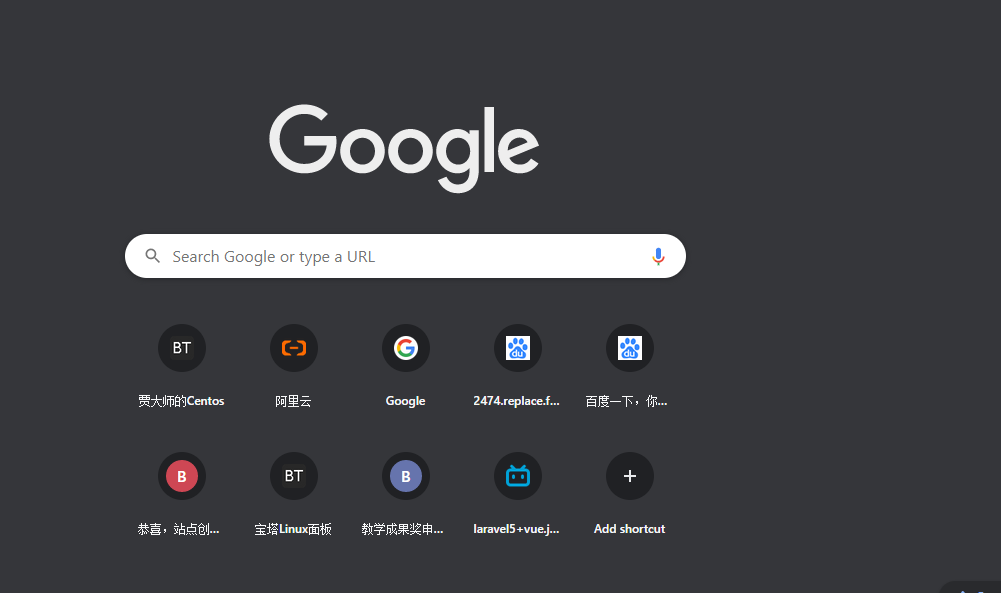 Google
Search Google or type a URL
BT
du
du
贾大师的Centos
阿里云
Google
2474.replace.f...
百度一下，你...
B
BT
B
恭喜，站点创...
宝塔Linux面板
教学成果奖申...
laravel5+vue.j...
Add shortcut